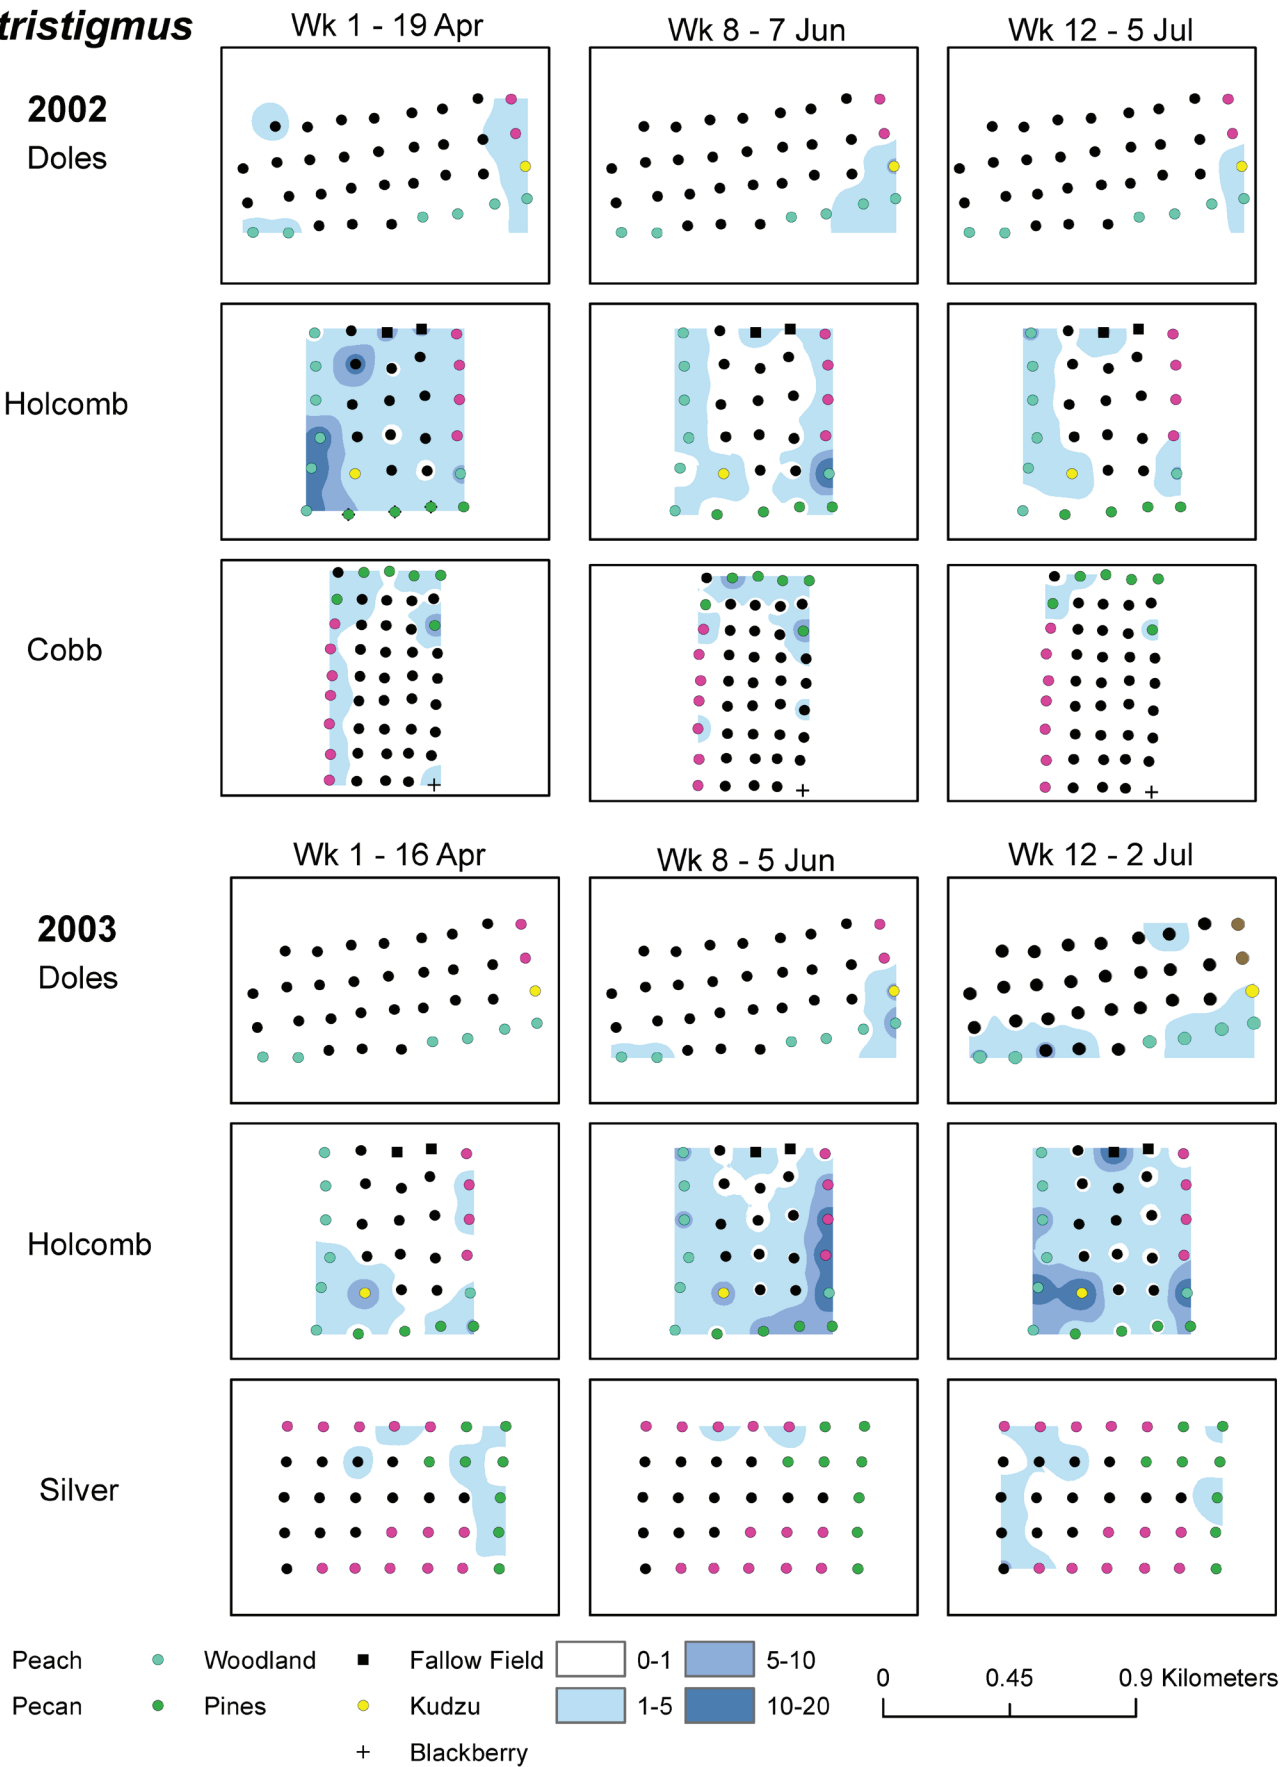 tristigmus
Wk 1 - 19 Apr
Wk 8 - 7 Jun
Wk 12 - 5 Jul
2002
Doles
Holcomb
Cobb
Wk 1 - 16 Apr
Wk 8 - 5 Jun
Wk 12 - 2 Jul
2003
Doles
Holcomb
Silver
Peach
Woodland
Fallow Field
0-1
5-10
Pecan
Pines
Kudzu
1-5
10-20
Blackberry
0
0.45
0.9 Kilometers